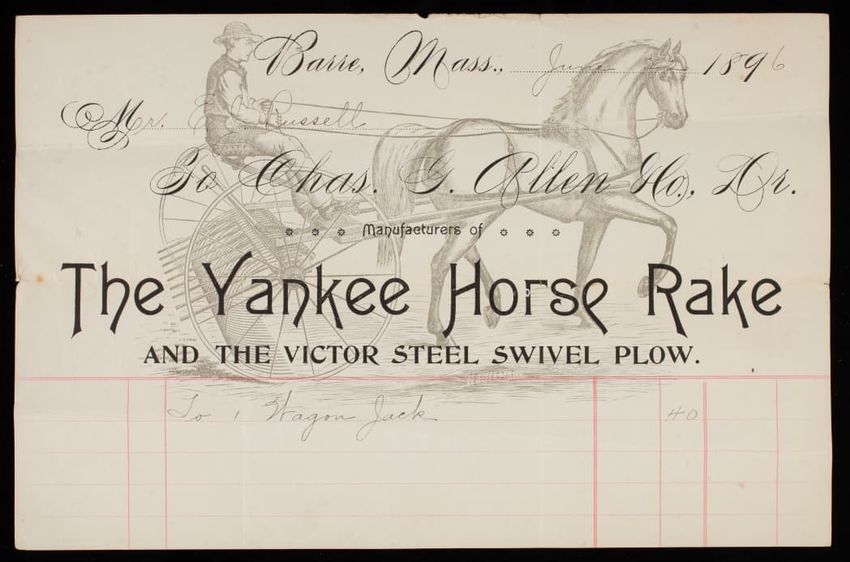 Barre, Mass., June 1896
Mr. Russell
To Chas. G. Allen Co., Dr.
Manufacturers of
The Yankee Horse Rake
AND THE VICTOR STEEL SWIVEL PLOW.
To 1 Wagon Jack 40